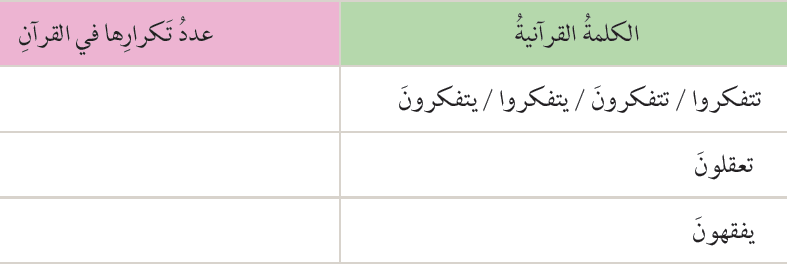 الكلمةُ القرآنيةُ عددُ تَكرارِها في القرآنِ
تتفكروا / تتفكرونَ / يتفكروا / يتفكرونَ
تعقلونَ
يفقهونَ